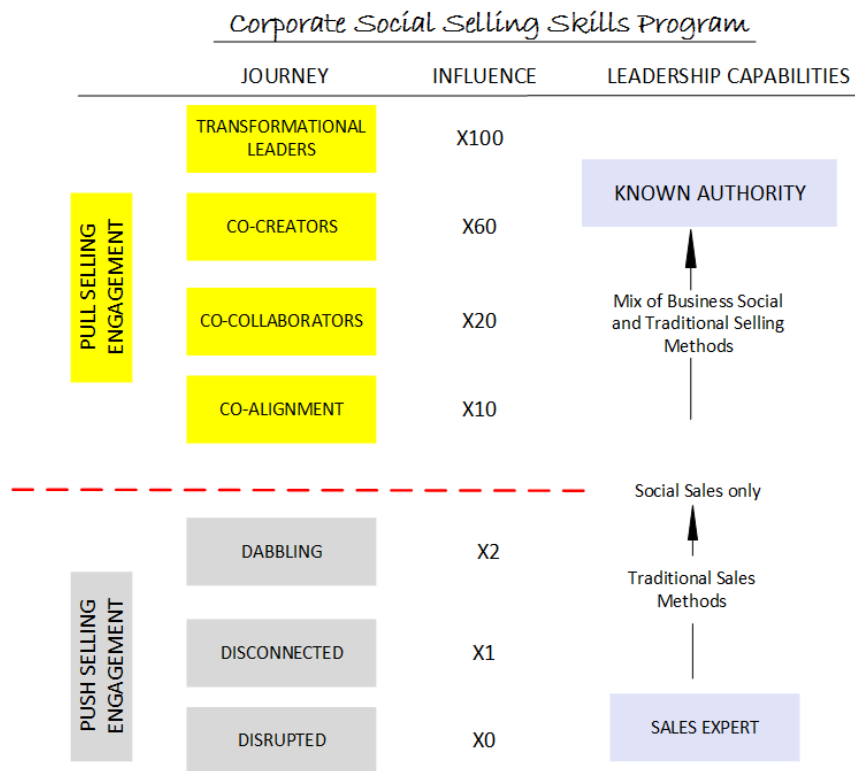 Corporate Social Selling Skills Program
JOURNEY
INFLUENCE
LEADERSHIP CAPABILITIES
PULL SELLING
ENGAGEMENT
TRANSFORMATIONAL
LEADERS
X100
CO-CREATORS
X60
CO-COLLABORATORS
X20
CO-ALIGNMENT
X10
KNOWN AUTHORITY
Mix of Business Social
and Traditional Selling
Methods
Social Sales only
PUSH SELLING
ENGAGEMENT
DABBLING
X2
DISCONNECTED
X1
DISRUPTED
X0
Traditional Sales
Methods
SALES EXPERT